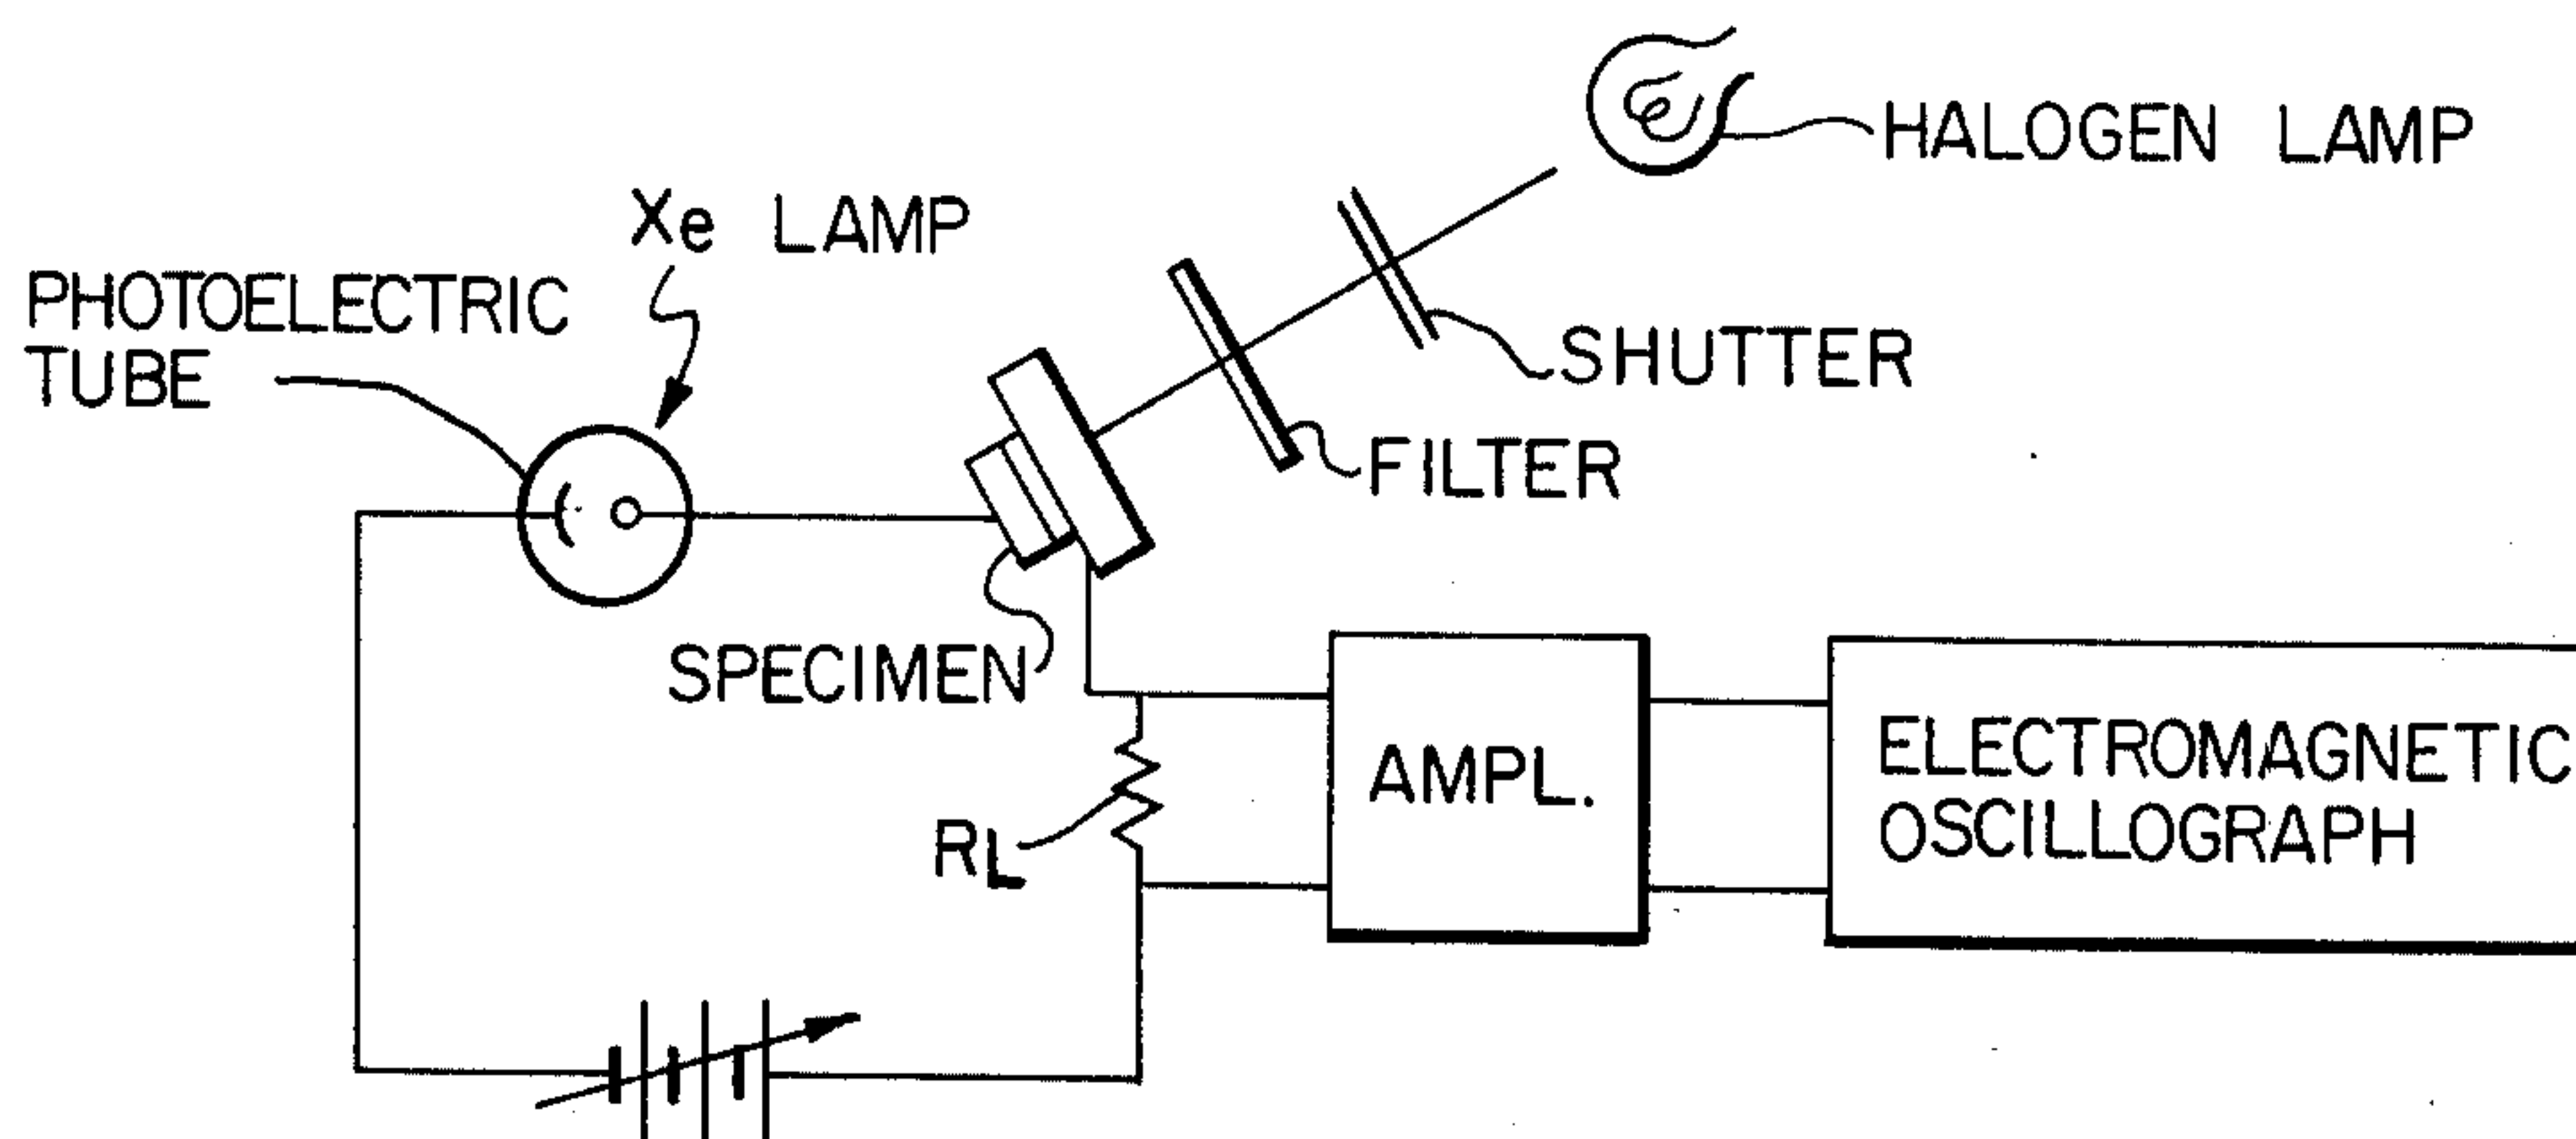 HALOGEN LAMP
Xe LAMP
PHOTOELECTRIC
TUBE
SHUTTER
FILTER
SPECIMEN
AMPL.
ELECTROMAGNETIC
OSCILLOGRAPH
RL